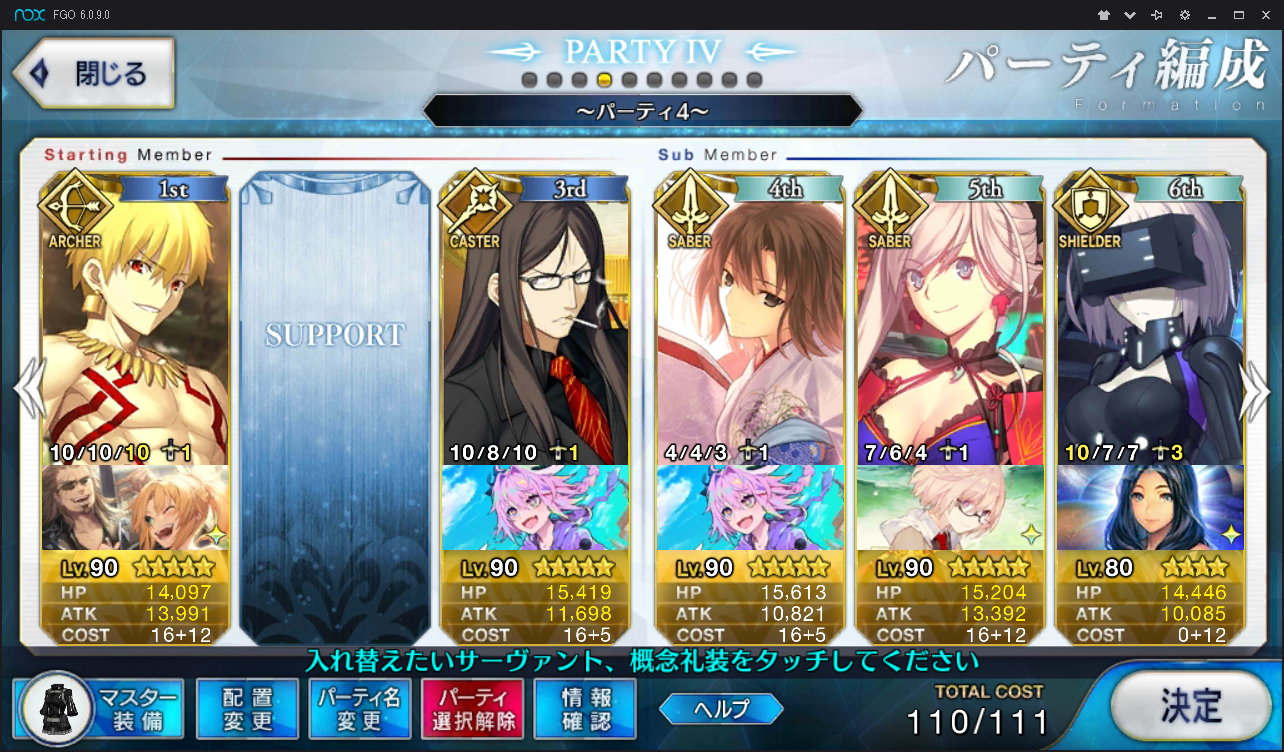 nox FGO 6.0.9.0
閉じる
PARTY IV
~パーティ4~
パーティ編成
Formation
Starting Member
Sub Member
ARCHER 1st
10/10/10 1
Lv.90
HP 14,097
ATK 13,991
COST 16+12
SUPPORT
CASTER 3rd
10/8/10 1
Lv.90
HP 15,419
ATK 11,698
COST 16+5
SABER 4th
4/4/3 1
Lv.90
HP 15,613
ATK 10,821
COST 16+5
SABER 5th
7/6/4 1
Lv.90
HP 15,204
ATK 13,392
COST 16+12
SHIELDER 6th
10/7/7 3
Lv.80
HP 14,446
ATK 10,085
COST 0+12
入れ替えたいサーヴァント、概念礼装をタッチしてください
マスター
装備
配置
変更
パーティ名
変更
パーティ
選択解除
情報
確認
ヘルプ
TOTAL COST
110/111
決定